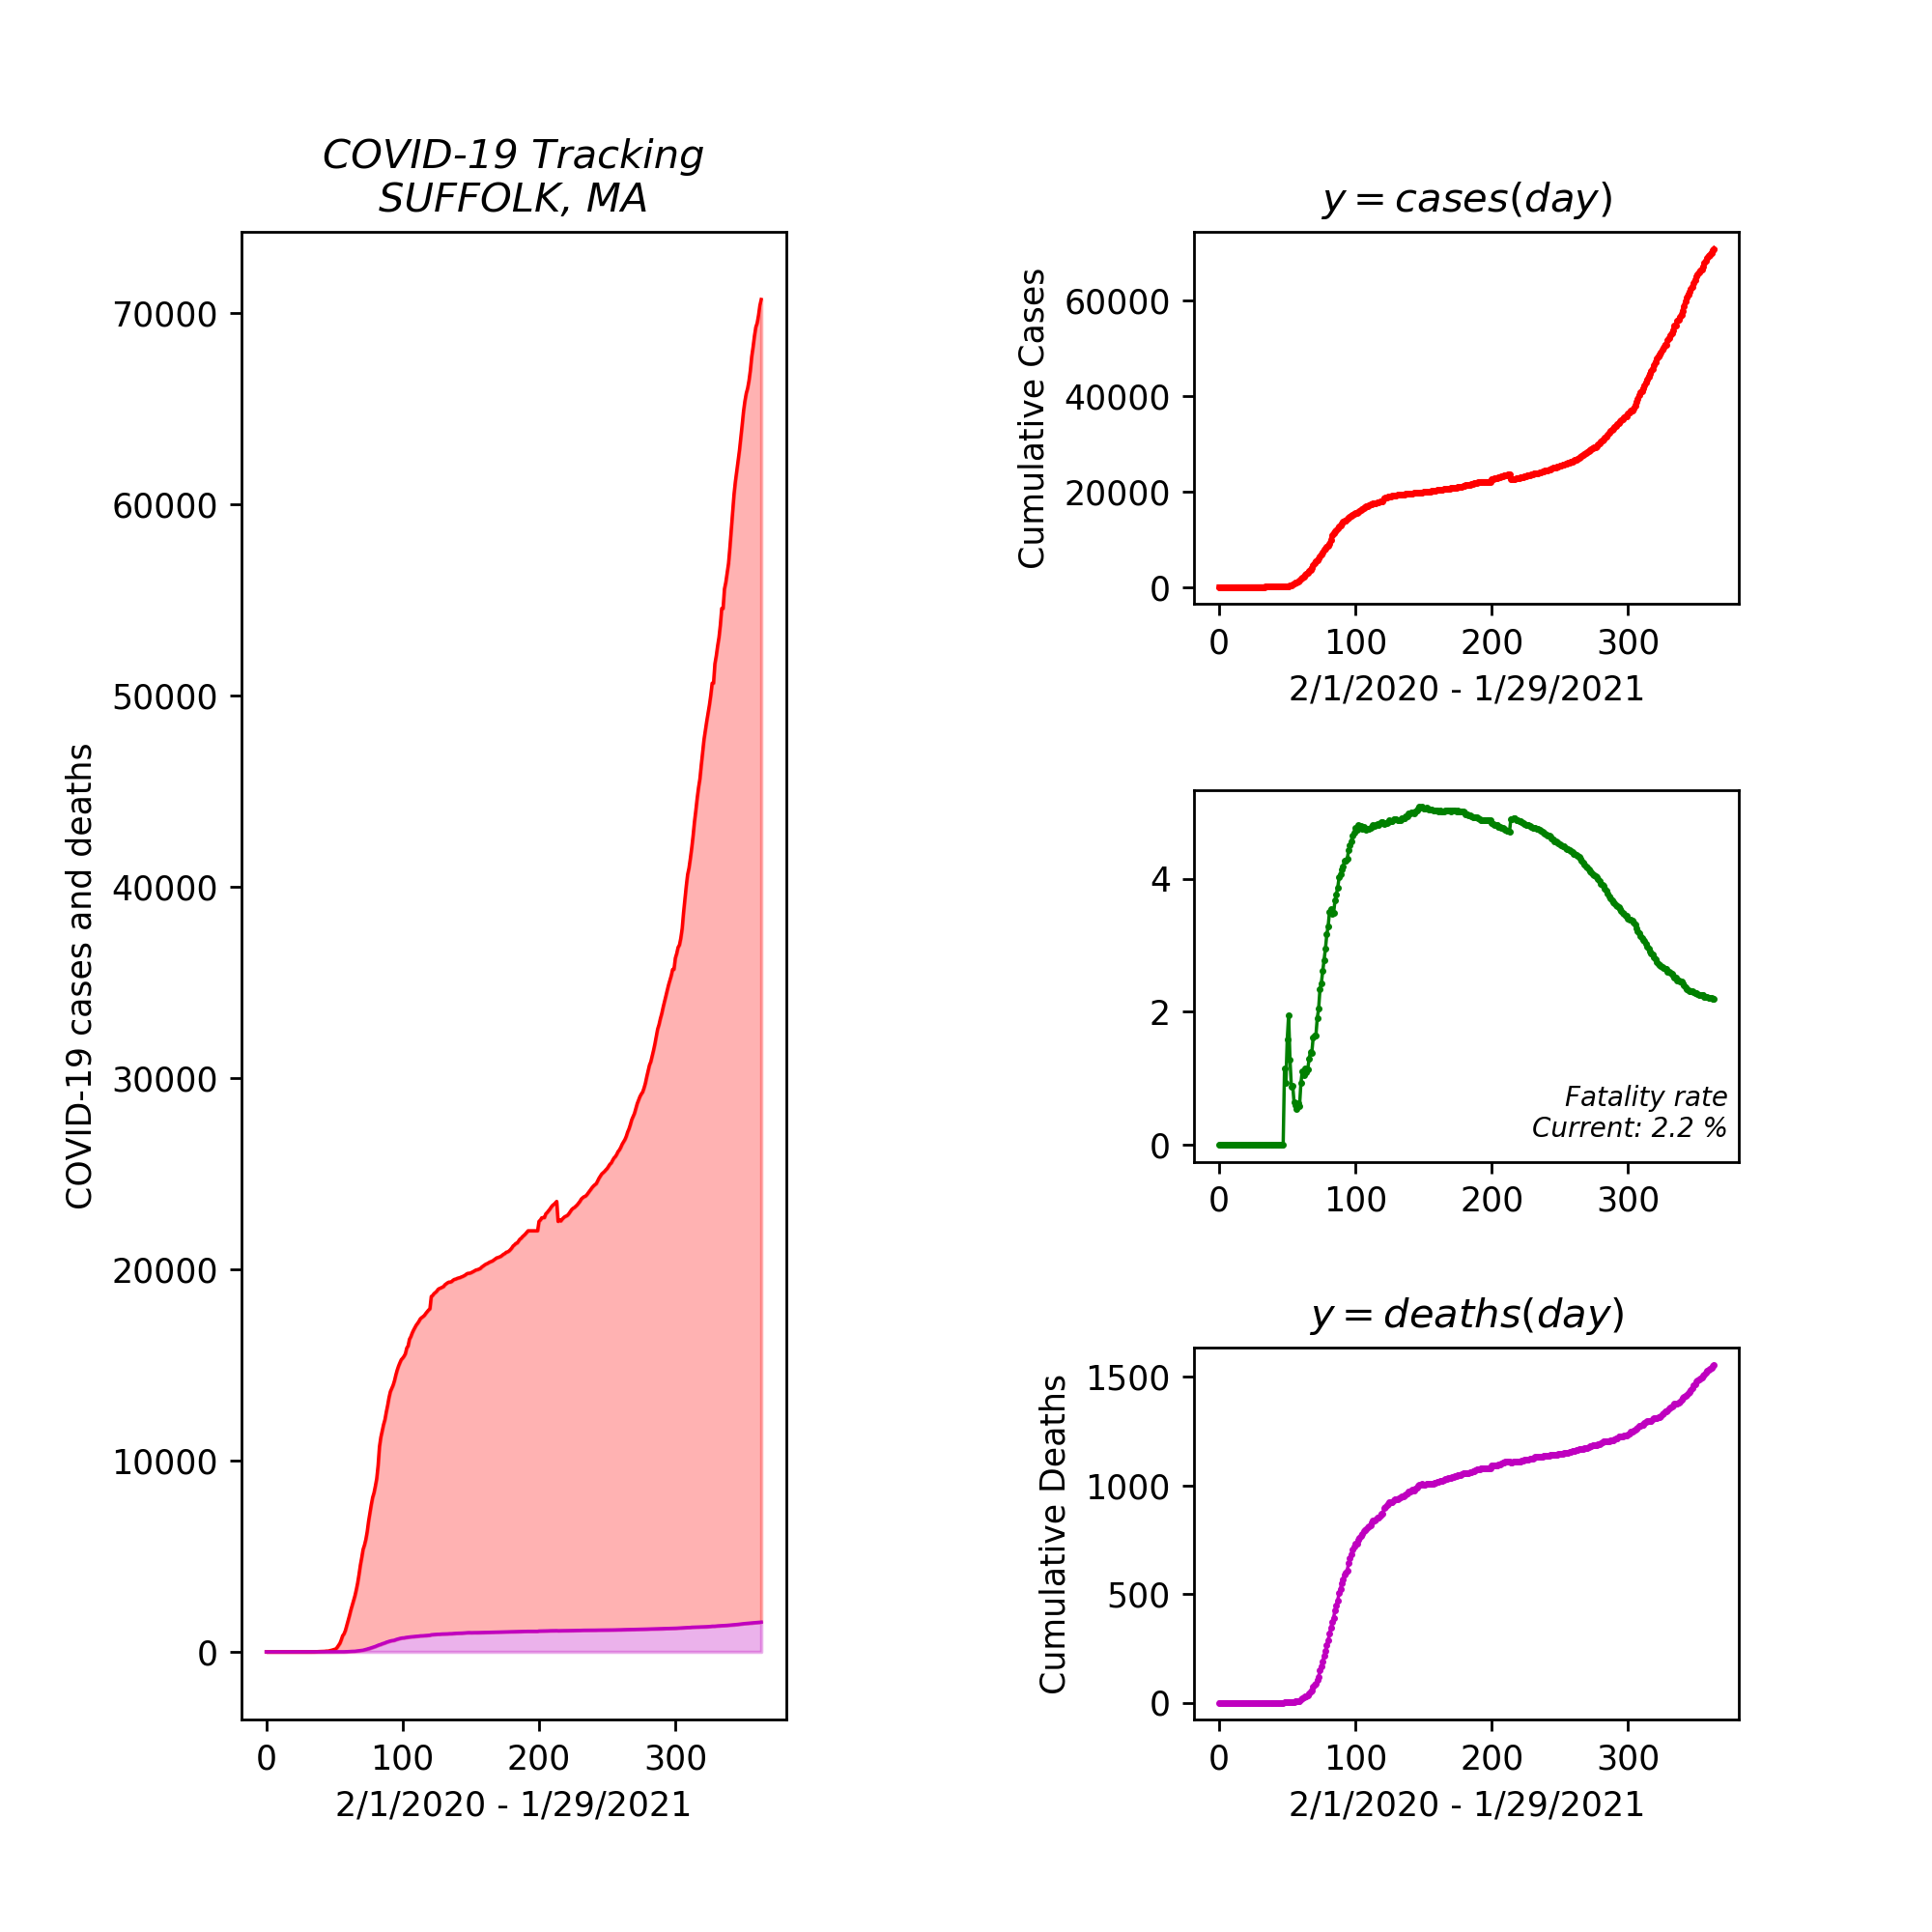 COVID-19 Tracking
SUFFOLK, MA
COVID-19 cases and deaths
70000
60000
50000
40000
30000
20000
10000
0
0 100 200 300
2/1/2020 - 1/29/2021
y = cases(day)
Cumulative Cases
60000
40000
20000
0
0 100 200 300
2/1/2020 - 1/29/2021
4
2
0
Fatality rate
Current: 2.2 %
0 100 200 300
y = deaths(day)
Cumulative Deaths
1500
1000
500
0
0 100 200 300
2/1/2020 - 1/29/2021